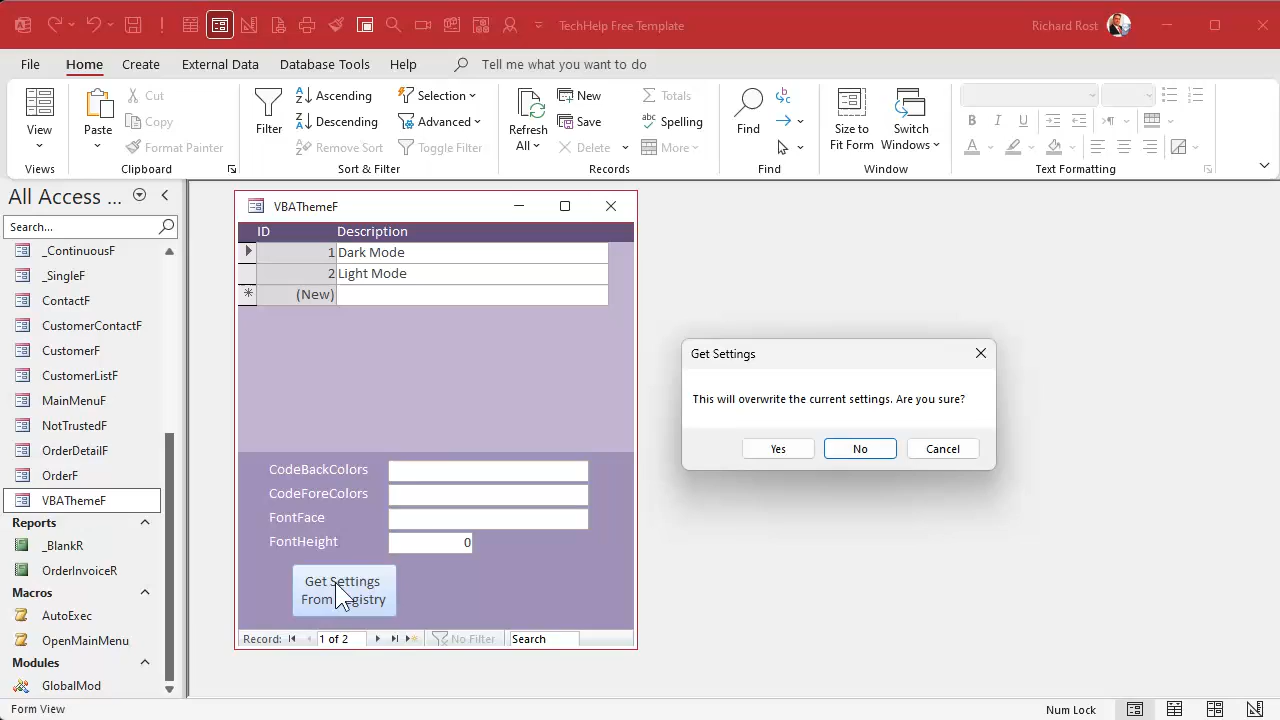 TechHelp Free Template
Richard Rost
File Home Create External Data Database Tools Help Tell me what you want to do
View
Views
Paste
Cut
Copy
Format Painter
Clipboard
Filter
Ascending
Descending
Remove Sort
Selection
Advanced
Toggle Filter
Sort & Filter
Refresh
All
New
Save
Delete
Totals
Spelling
More
Records
Find
Find
Size to
Fit Form
Switch
Windows
Window
B I U
A
Text Formatting
All Access ...
Search...
_ContinuousF
_SingleF
ContactF
CustomerContactF
CustomerF
CustomerListF
MainMenuF
NotTrustedF
OrderDetailF
OrderF
VBAThemeF
Reports
_BlankR
OrderInvoiceR
Macros
AutoExec
OpenMainMenu
Modules
GlobalMod
VBAThemeF
ID Description
1 Dark Mode
2 Light Mode
(New)
CodeBackColors
CodeForeColors
FontFace
FontHeight 0
Get Settings
From Registry
Record: 1 of 2 No Filter Search
Get Settings
This will overwrite the current settings. Are you sure?
Yes No Cancel
Form View
Num Lock